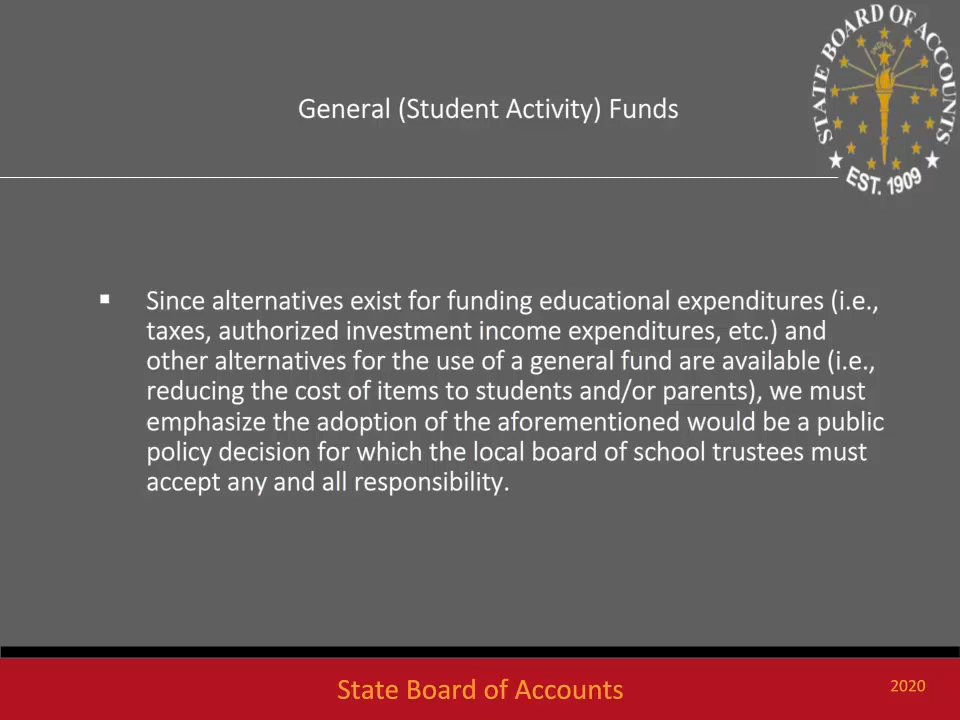 STATE BOARD OF ACCOUNTS
INDIANA
EST. 1909
General (Student Activity) Funds
▪ Since alternatives exist for funding educational expenditures (i.e.,
taxes, authorized investment income expenditures, etc.) and
other alternatives for the use of a general fund are available (i.e.,
reducing the cost of items to students and/or parents), we must
emphasize the adoption of the aforementioned would be a public
policy decision for which the local board of school trustees must
accept any and all responsibility.
State Board of Accounts
2020